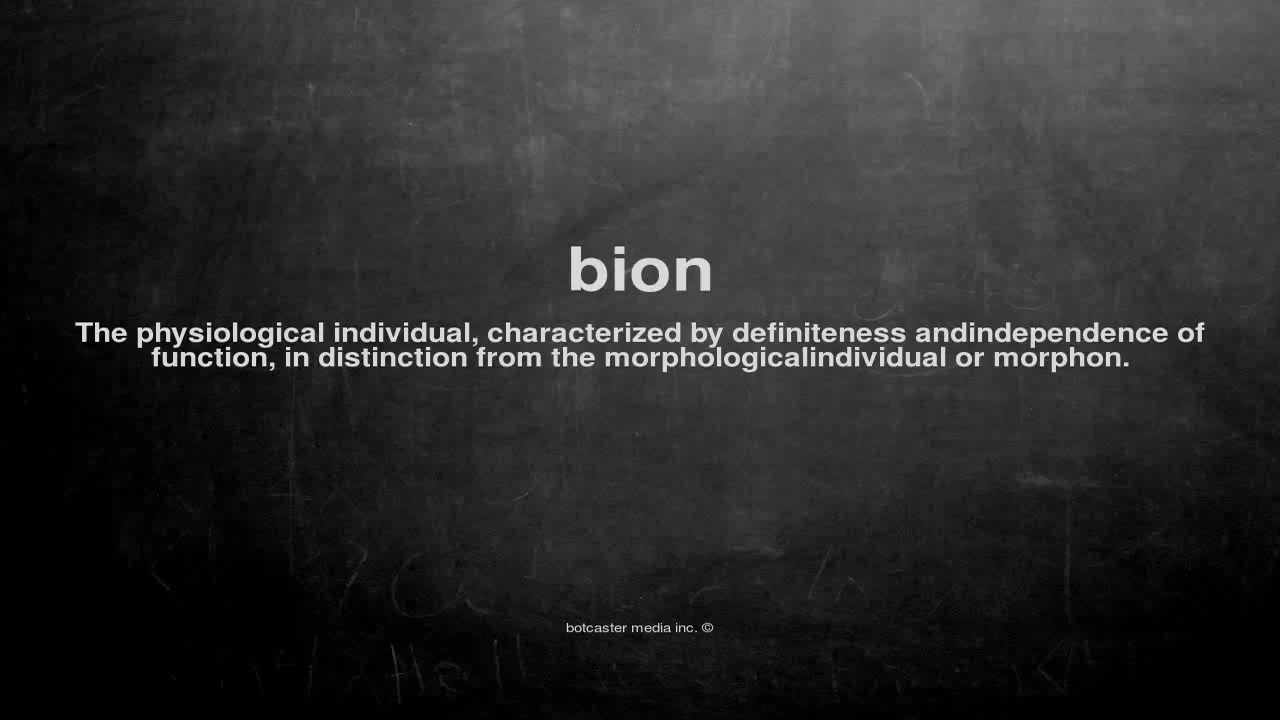 bion
The physiological individual, characterized by definiteness andindependence of
function, in distinction from the morphologicalindividual or morphon.
botcaster media inc. ©